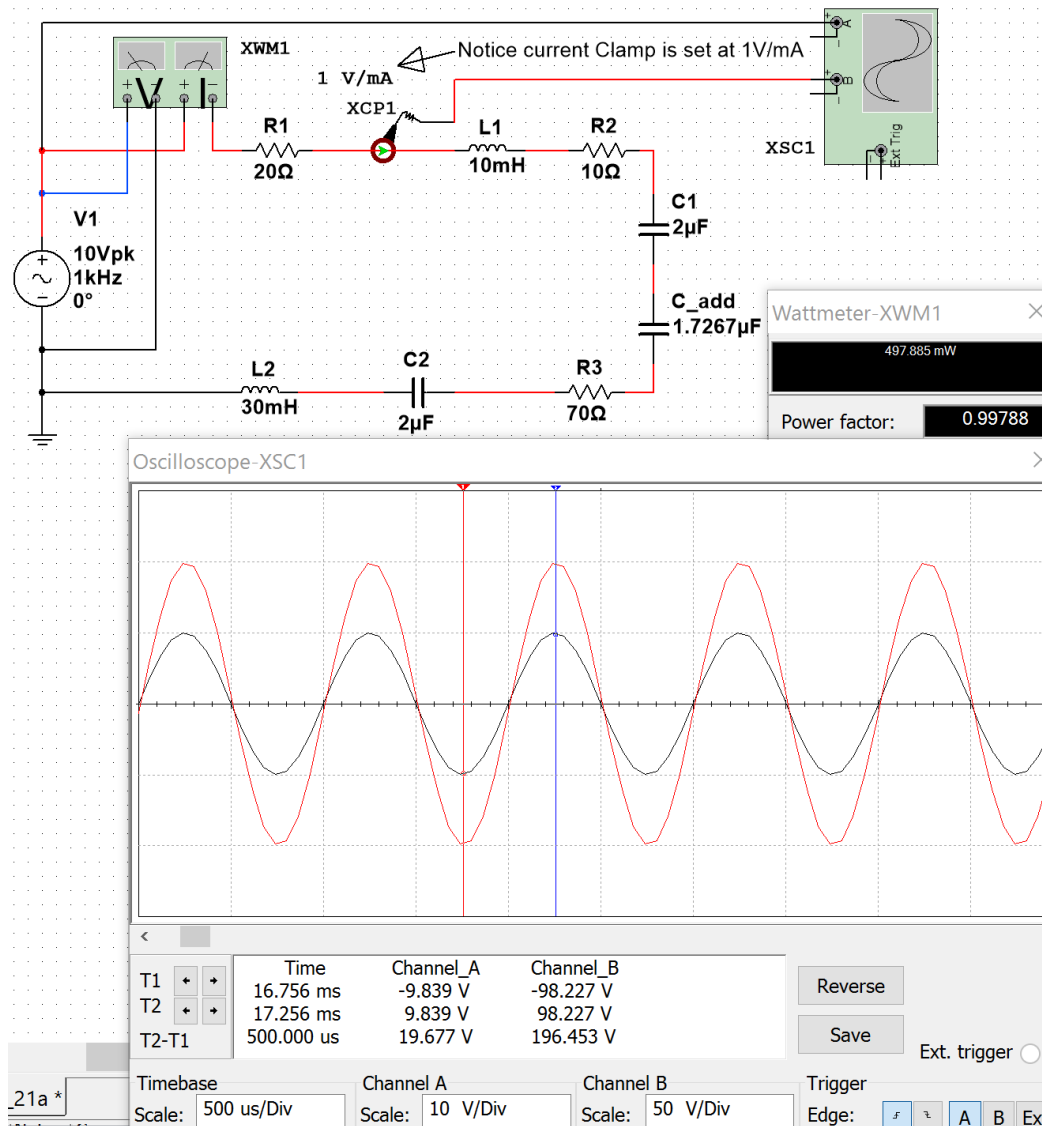 XWM1
Notice current Clamp is set at 1V/mA
A
1 V/mA
V I
B
XCP1
R1
L1
R2
XSC1
Ext Trig
20Ω
10mH
10Ω
C1
2µF
V1
10Vpk
1kHz
0°
C_add
1.7267µF
Wattmeter-XWM1
497.885 mW
L2
C2
R3
30mH
2µF
70Ω
Power factor:
0.99788
Oscilloscope-XSC1
Time Channel_A Channel_B
T1 16.756 ms -9.839 V -98.227 V
T2 17.256 ms 9.839 V 98.227 V
T2-T1 500.000 us 19.677 V 196.453 V
Reverse
Save
Ext. trigger
_21a *
Timebase
Channel A
Channel B
Trigger
Scale: 500 us/Div
Scale: 10 V/Div
Scale: 50 V/Div
Edge:
A B Ex